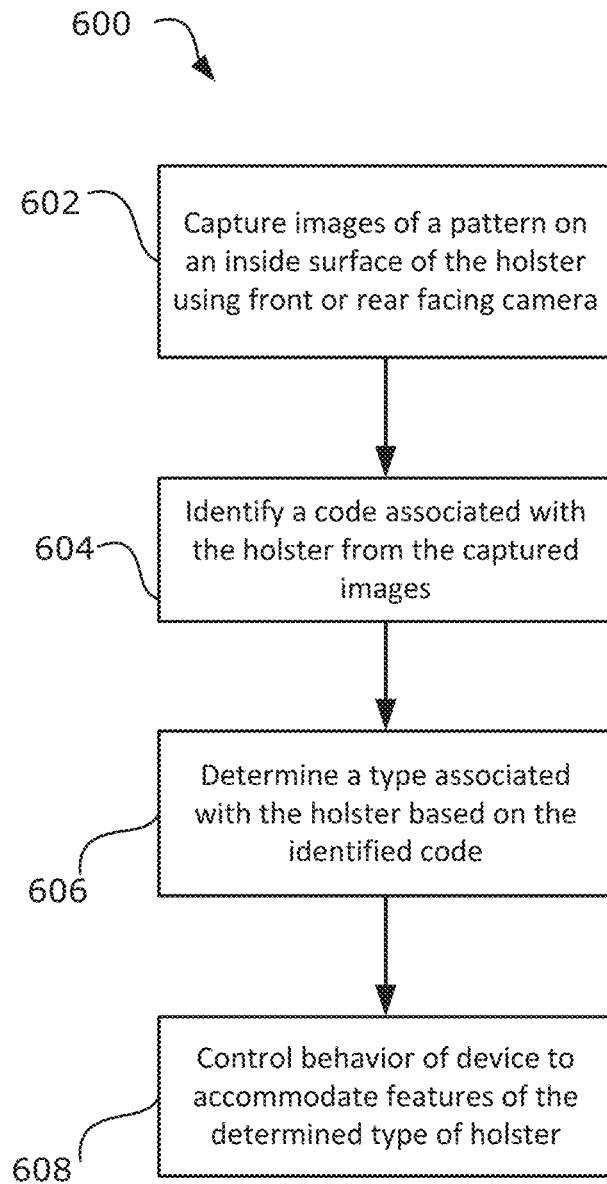 600
602
Capture images of a pattern on
an inside surface of the holster
using front or rear facing camera
604
Identify a code associated with
the holster from the captured
images
Determine a type associated
with the holster based on the
identified code
606
Control behavior of device to
accommodate features of the
determined type of holster
608